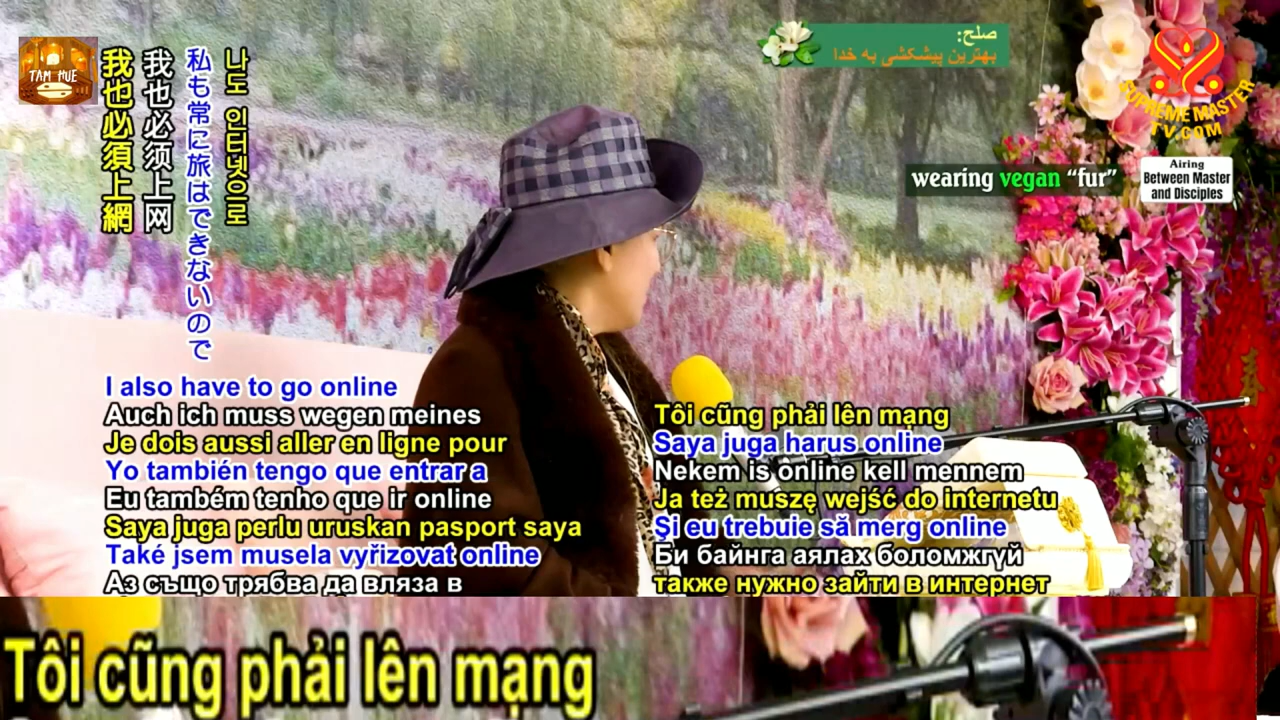 TAM HUE
صلح:
بهترین پیشکشی به خدا
SUPREME MASTER
TV.COM
wearing vegan “fur”
Airing
Between Master
and Disciples
나도 인터넷으로
私も常に旅はできないので
我也必须上网
我也必須上網
I also have to go online
Auch ich muss wegen meines
Je dois aussi aller en ligne pour
Yo también tengo que entrar a
Eu também tenho que ir online
Saya juga perlu uruskan pasport saya
Také jsem musela vyřizovat online
Аз също трябва да вляза в
Tôi cũng phải lên mạng
Saya juga harus online
Nekem is online kell mennem
Ja też muszę wejść do internetu
Și eu trebuie să merg online
Би байнга аялах боломжгүй
также нужно зайти в интернет
Tôi cũng phải lên mạng